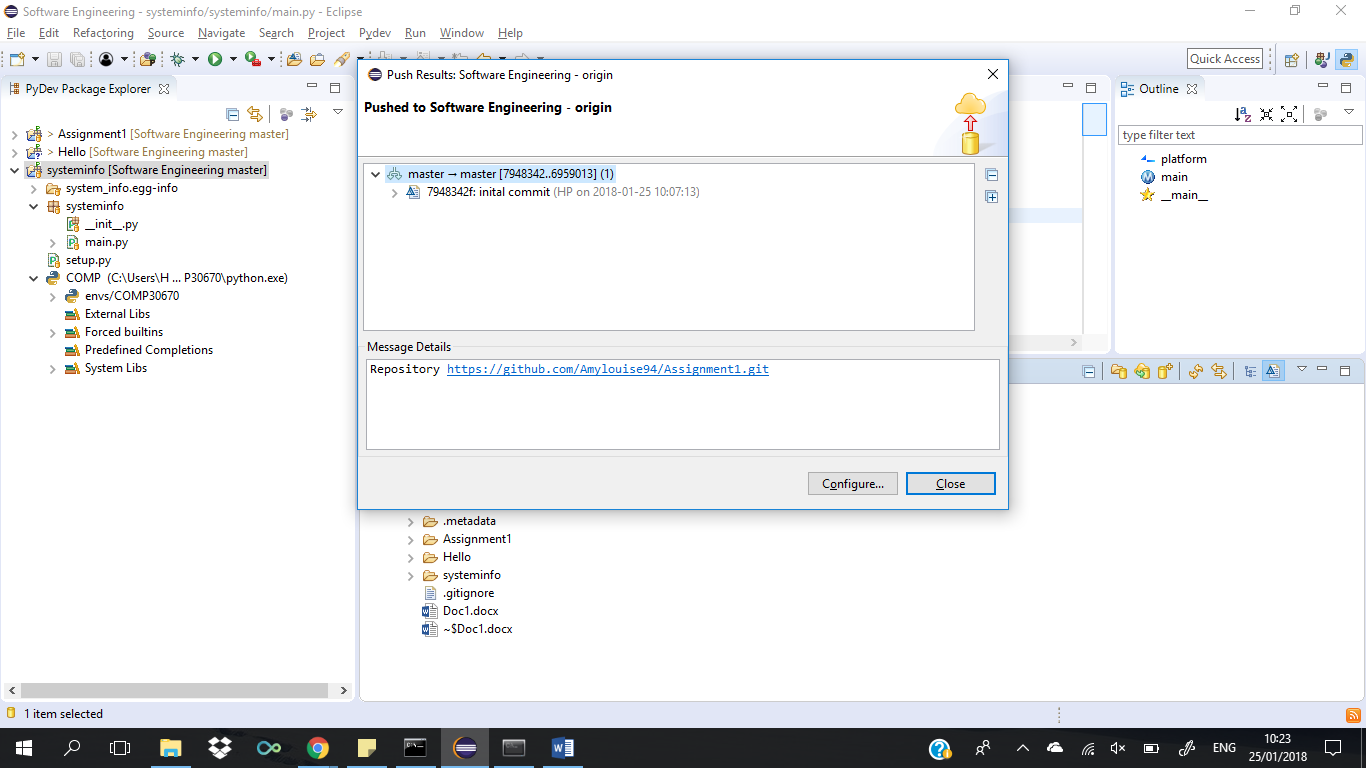 Software Engineering - systeminfo/systeminfo/main.py - Eclipse
File Edit Refactoring Source Navigate Search Project Pydev Run Window Help
Quick Access
PyDev Package Explorer
> Assignment1 [Software Engineering master]
> Hello [Software Engineering master]
systeminfo [Software Engineering master]
system_info.egg-info
systeminfo
__init__.py
main.py
setup.py
COMP (C:\Users\H ... P30670\python.exe)
envs/COMP30670
External Libs
Forced builtins
Predefined Completions
System Libs
Push Results: Software Engineering - origin
Pushed to Software Engineering - origin
master → master [7948342..6959013] (1)
7948342f: inital commit (HP on 2018-01-25 10:07:13)
Message Details
Repository https://github.com/Amylouise94/Assignment1.git
Configure... Close
Outline
type filter text
platform
main
__main__
.metadata
Assignment1
Hello
systeminfo
.gitignore
Doc1.docx
~$Doc1.docx
1 item selected
ENG
10:23
25/01/2018